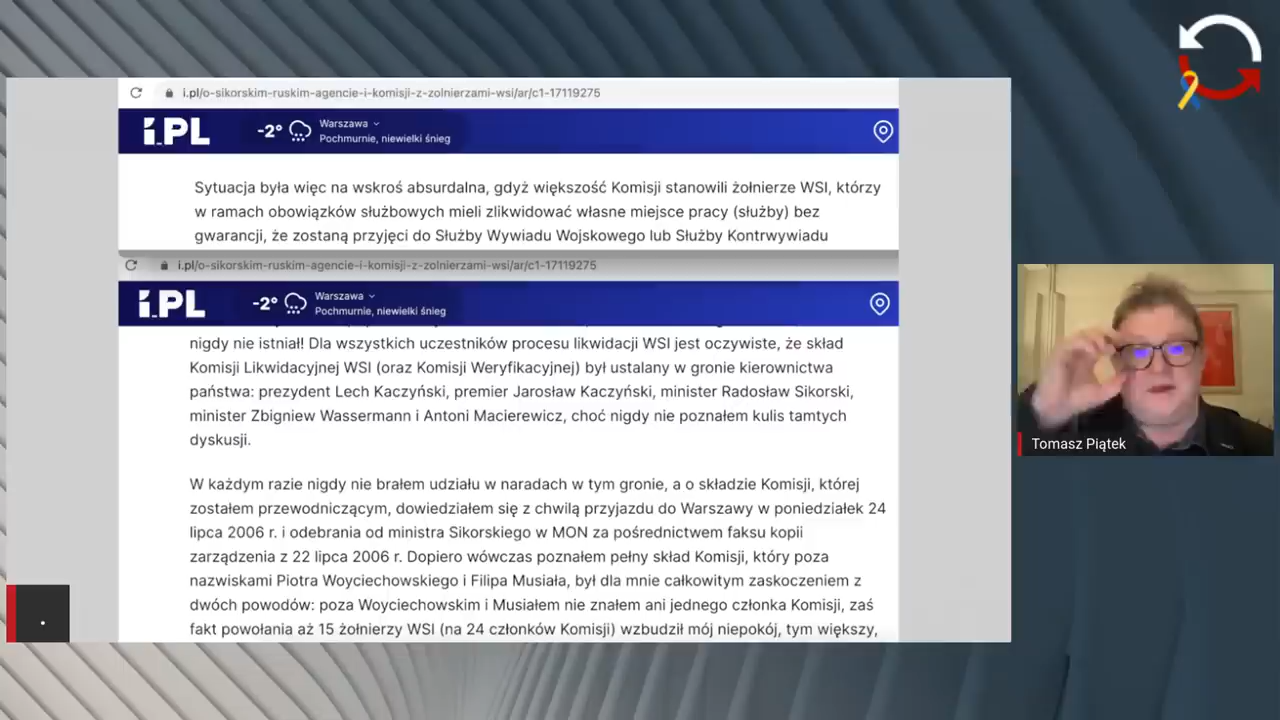 i.pl/o-sikorskim-ruskim-agencie-i-komisji-z-zolnierzami-wsi/ar/c1-17119275
i.PL
-2°
Warszawa
Pochmurnie, niewielki śnieg
Sytuacja była więc na wskroś absurdalna, gdyż większość Komisji stanowili żołnierze WSI, którzy
w ramach obowiązków służbowych mieli zlikwidować własne miejsce pracy (służby) bez
gwarancji, że zostaną przyjęci do Służby Wywiadu Wojskowego lub Służby Kontrwywiadu
i.pl/o-sikorskim-ruskim-agencie-i-komisji-z-zolnierzami-wsi/ar/c1-17119275
i.PL
-2°
Warszawa
Pochmurnie, niewielki śnieg
nigdy nie istniał! Dla wszystkich uczestników procesu likwidacji WSI jest oczywiste, że skład
Komisji Likwidacyjnej WSI (oraz Komisji Weryfikacyjnej) był ustalany w gronie kierownictwa
państwa: prezydent Lech Kaczyński, premier Jarosław Kaczyński, minister Radosław Sikorski,
minister Zbigniew Wassermann i Antoni Macierewicz, choć nigdy nie poznałem kulis tamtych
dyskusji.
W każdym razie nigdy nie brałem udziału w naradach w tym gronie, a o składzie Komisji, której
zostałem przewodniczącym, dowiedziałem się z chwilą przyjazdu do Warszawy w poniedziałek 24
lipca 2006 r. i odebrania od ministra Sikorskiego w MON za pośrednictwem faksu kopii
zarządzenia z 22 lipca 2006 r. Dopiero wówczas poznałem pełny skład Komisji, który poza
nazwiskami Piotra Woyciechowskiego i Filipa Musiała, był dla mnie całkowitym zaskoczeniem z
dwóch powodów: poza Woyciechowskim i Musiałem nie znałem ani jednego członka Komisji, zaś
fakt powołania aż 15 żołnierzy WSI (na 24 członków Komisji) wzbudził mój niepokój, tym większy,
Tomasz Piątek
.